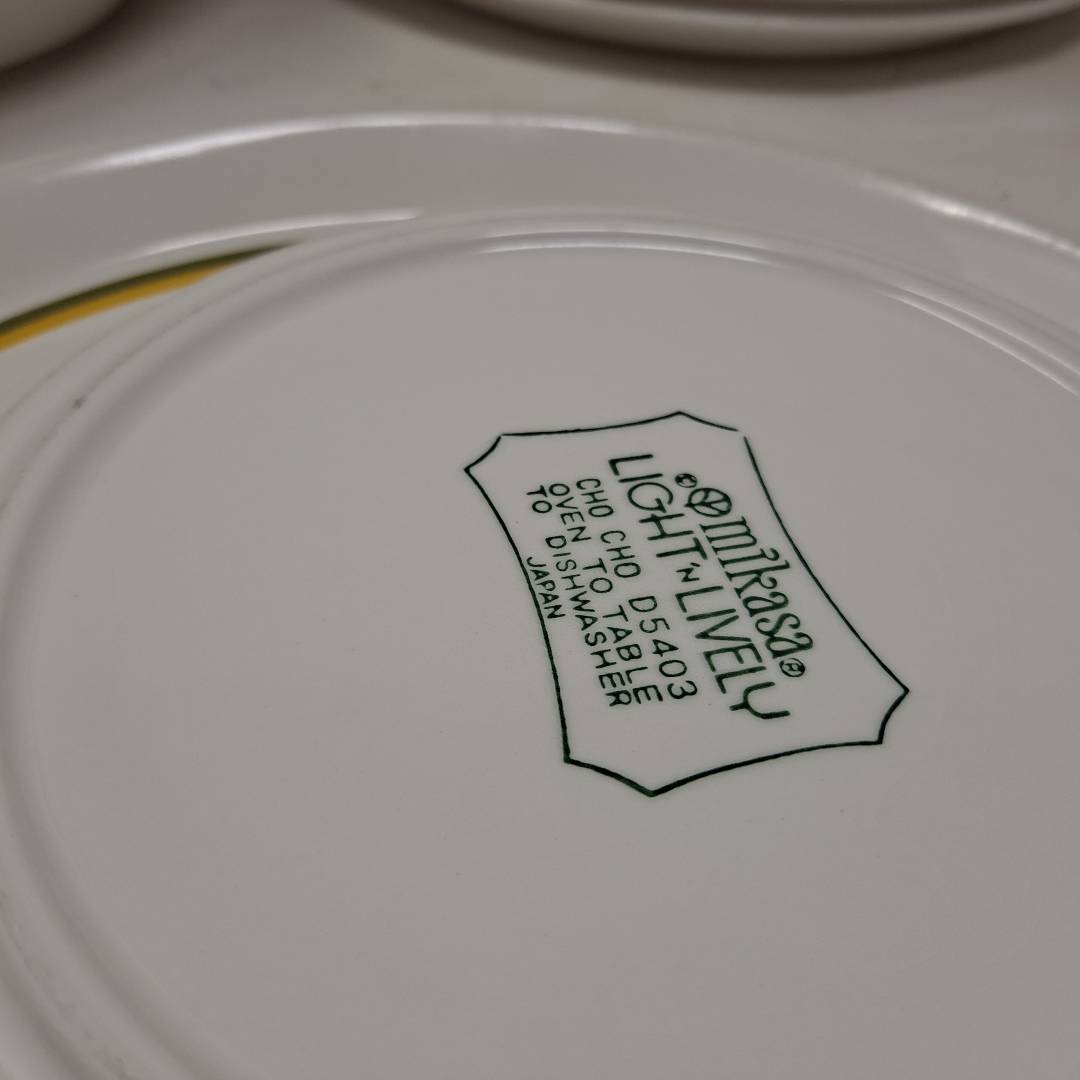 mikasa®
LIGHT 'N LIVELY
CHO CHO D5403
OVEN TO TABLE
TO DISHWASHER
JAPAN